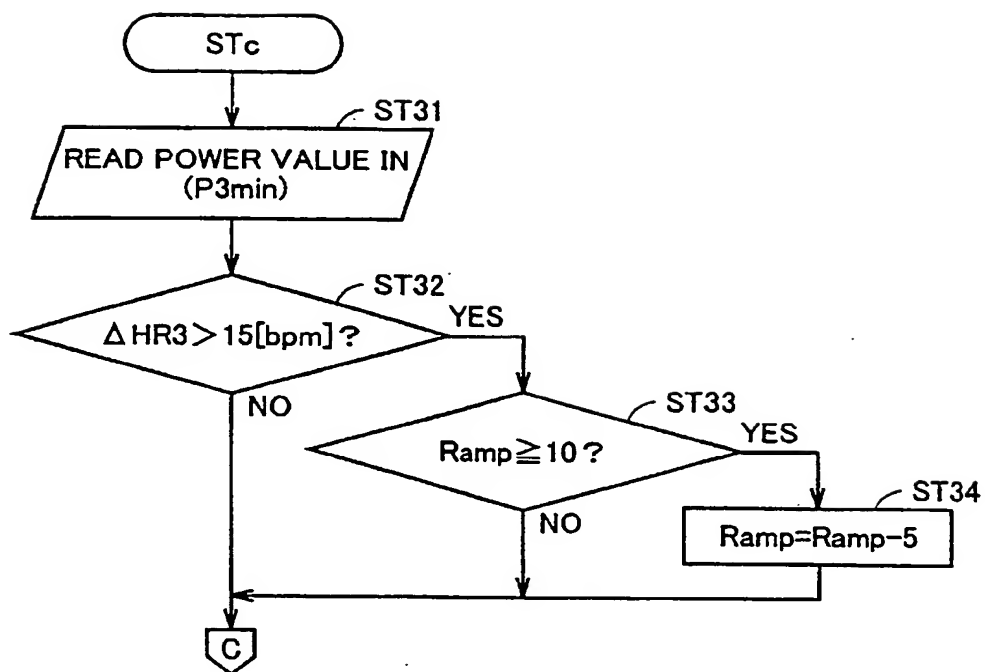 STc
ST31
READ POWER VALUE IN
(P3min)
ST32
ΔHR3>15[bpm]?
YES
NO
ST33
Ramp≧10?
YES
NO
ST34
Ramp=Ramp-5
C